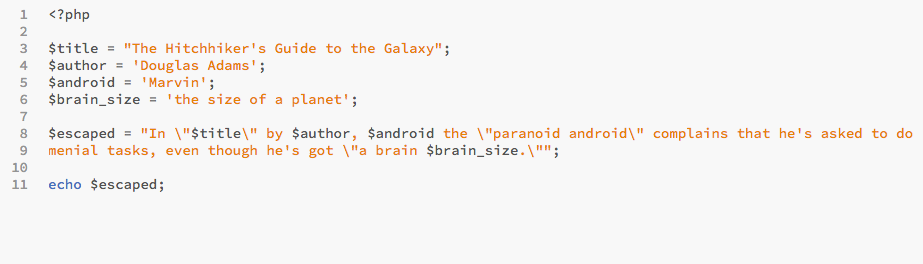 1 <?php
2
3 $title = "The Hitchhiker's Guide to the Galaxy";
4 $author = 'Douglas Adams';
5 $android = 'Marvin';
6 $brain_size = 'the size of a planet';
7
8 $escaped = "In \"$title\" by $author, $android the \"paranoid android\" complains that he's asked to do
9 menial tasks, even though he's got \"a brain $brain_size.\"";
10
11 echo $escaped;